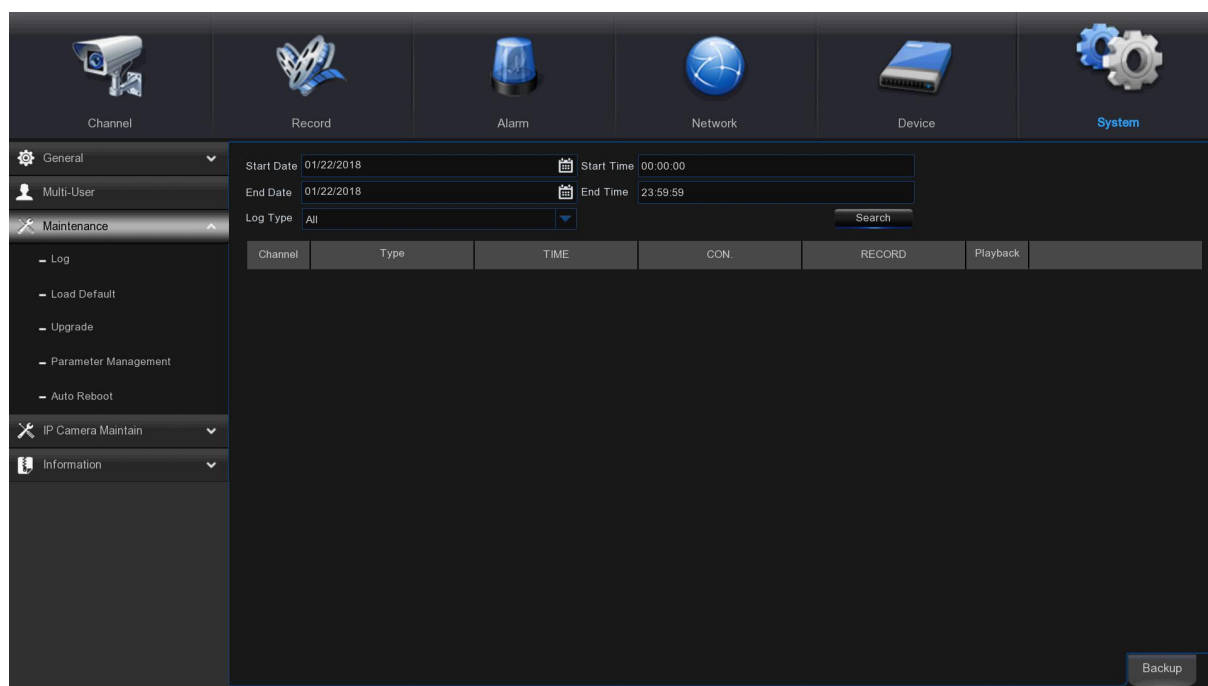 Channel Record Alarm Network Device System
General
Multi-User
Maintenance
Log
Load Default
Upgrade
Parameter Management
Auto Reboot
IP Camera Maintain
Information
Start Date 01/22/2018 Start Time 00:00:00
End Date 01/22/2018 End Time 23:59:59
Log Type All Search
Channel Type TIME CON. RECORD Playback
Backup